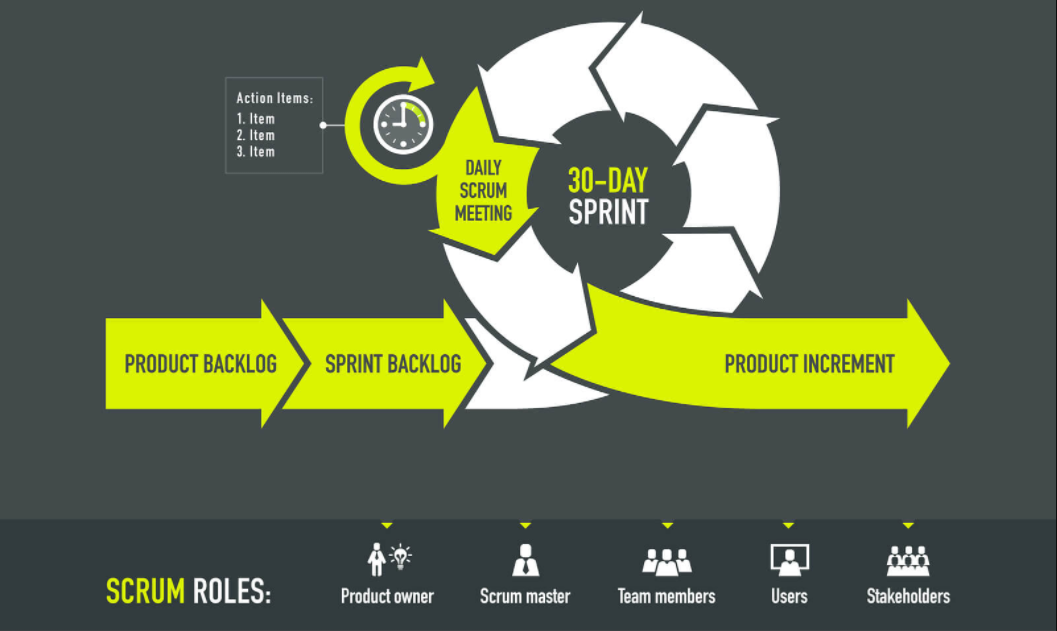 Action Items:
1. Item
2. Item
3. Item
DAILY
SCRUM
MEETING
30-DAY
SPRINT
PRODUCT BACKLOG
SPRINT BACKLOG
PRODUCT INCREMENT
SCRUM ROLES:
Product owner
Scrum master
Team members
Users
Stakeholders